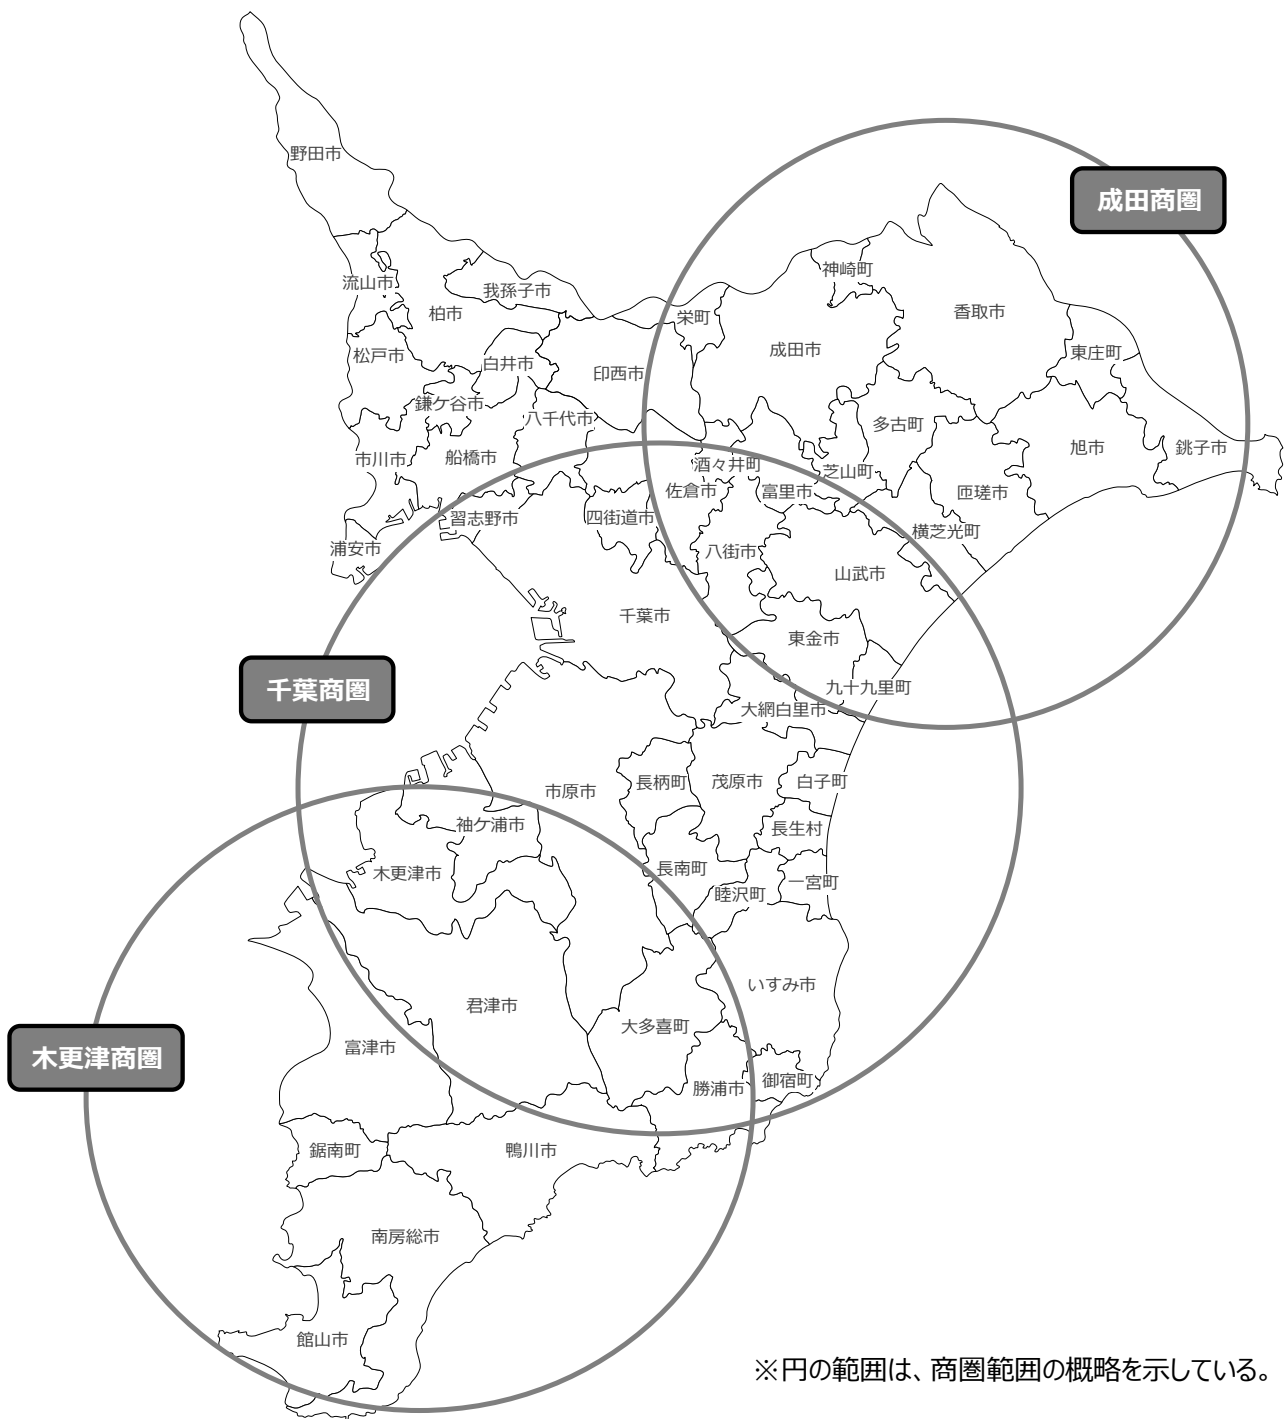 野田市
成田商圏
神崎町
流山市
我孫子市
柏市
栄町
香取市
成田市
東庄町
松戸市
白井市
印西市
鎌ケ谷市
八千代市
多古町
旭市
銚子市
市川市
船橋市
酒々井町
芝山町
佐倉市
富里市
匝瑳市
習志野市
四街道市
横芝光町
浦安市
八街市
山武市
千葉市
東金市
千葉商圏
九十九里町
大網白里市
市原市
長柄町
茂原市
白子町
袖ケ浦市
長生村
木更津市
長南町
睦沢町
一宮町
いすみ市
君津市
大多喜町
木更津商圏
富津市
勝浦市
御宿町
鋸南町
鴨川市
南房総市
館山市
※円の範囲は、商圏範囲の概略を示している。